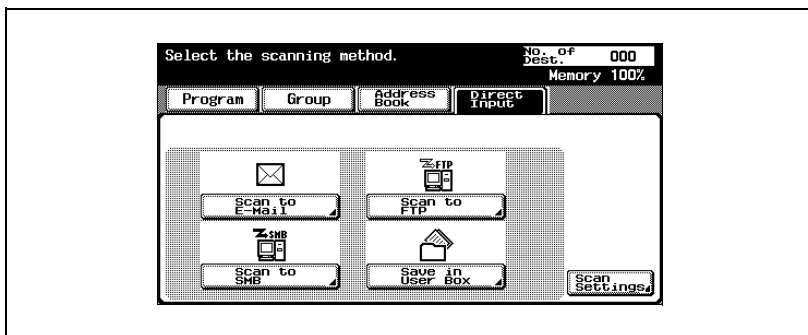 Select the scanning method.
No. of
Dest.
000
Memory 100%
Program
Group
Address
Book
Direct
Input
FTP
Scan to
E-Mail
Scan to
FTP
SMB
Scan to
SMB
Save in
User Box
Scan
Settings